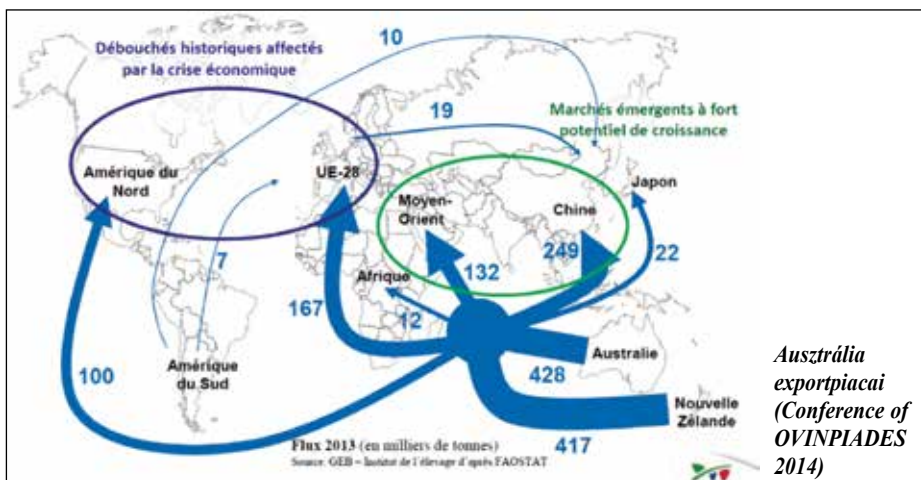 Débouchés historiques affectés
par la crise économique
10
19
Marchés émergents à fort
potentiel de croissance
Amérique du
Nord
UE-28
Moyen-
Orient
Chine
Japon
7
249
22
132
Afrique
167
12
100
Amérique
du Sud
Australie
428
Nouvelle
Zélande
417
Flux 2013 (en milliers de tonnes)
Source: GEB – Institut de l'élevage d'après FAOSTAT
Ausztrália
exportpiacai
(Conference of
OVINPIADES
2014)